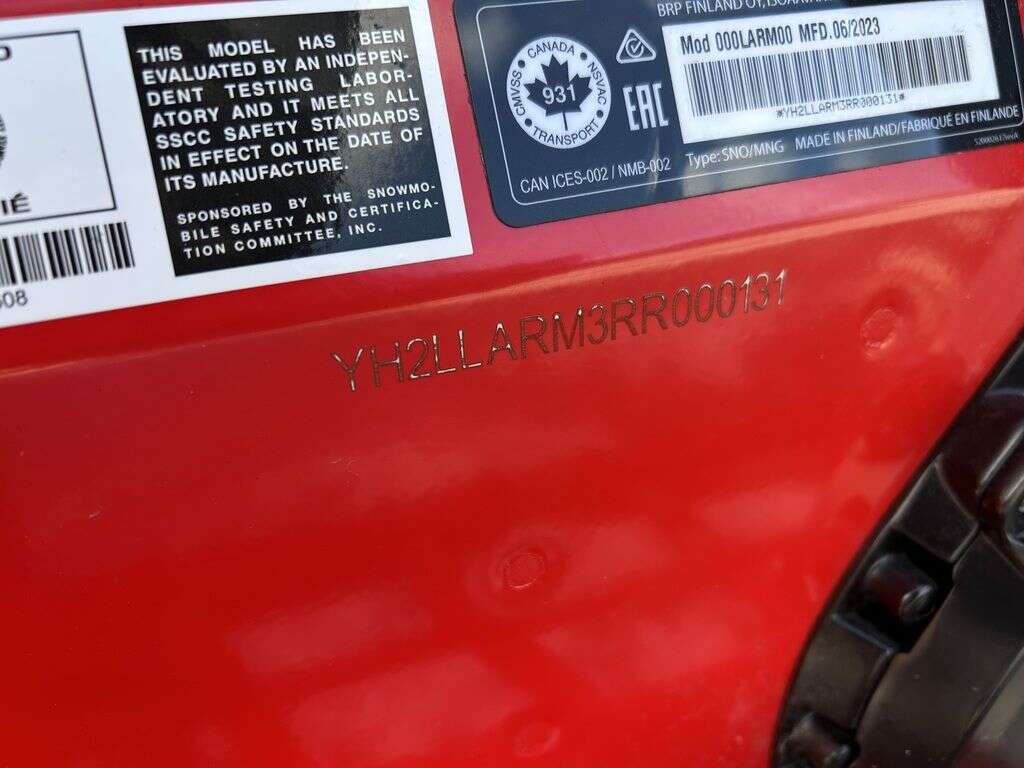 THIS MODEL HAS BEEN
EVALUATED BY AN INDEPEN-
DENT TESTING LABOR-
ATORY AND IT MEETS ALL
SSCC SAFETY STANDARDS
IN EFFECT ON THE DATE OF
ITS MANUFACTURE.
SPONSORED BY THE SNOWMO-
BILE SAFETY AND CERTIFICA-
TION COMMITTEE, INC.
IÉ
608
BRP FINLAND OY,
CANADA
CMVSS
NSVAC
931
TRANSPORT
EAC
Mod 000LARM00 MFD.06/2023
*YH2LLARM3RR000131*
CAN ICES-002 / NMB-002
Type: SNO/MNG MADE IN FINLAND/FABRIQUÉ EN FINLANDE
YH2LLARM3RR000131